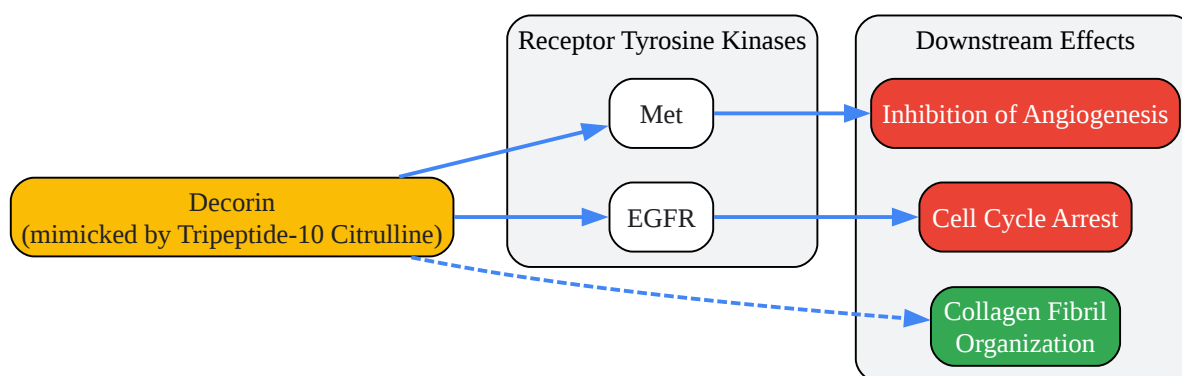 Receptor Tyrosine Kinases
Downstream Effects
Met
Inhibition of Angiogenesis
Decorin
(mimicked by Tripeptide-10 Citrulline)
EGFR
Cell Cycle Arrest
Collagen Fibril
Organization